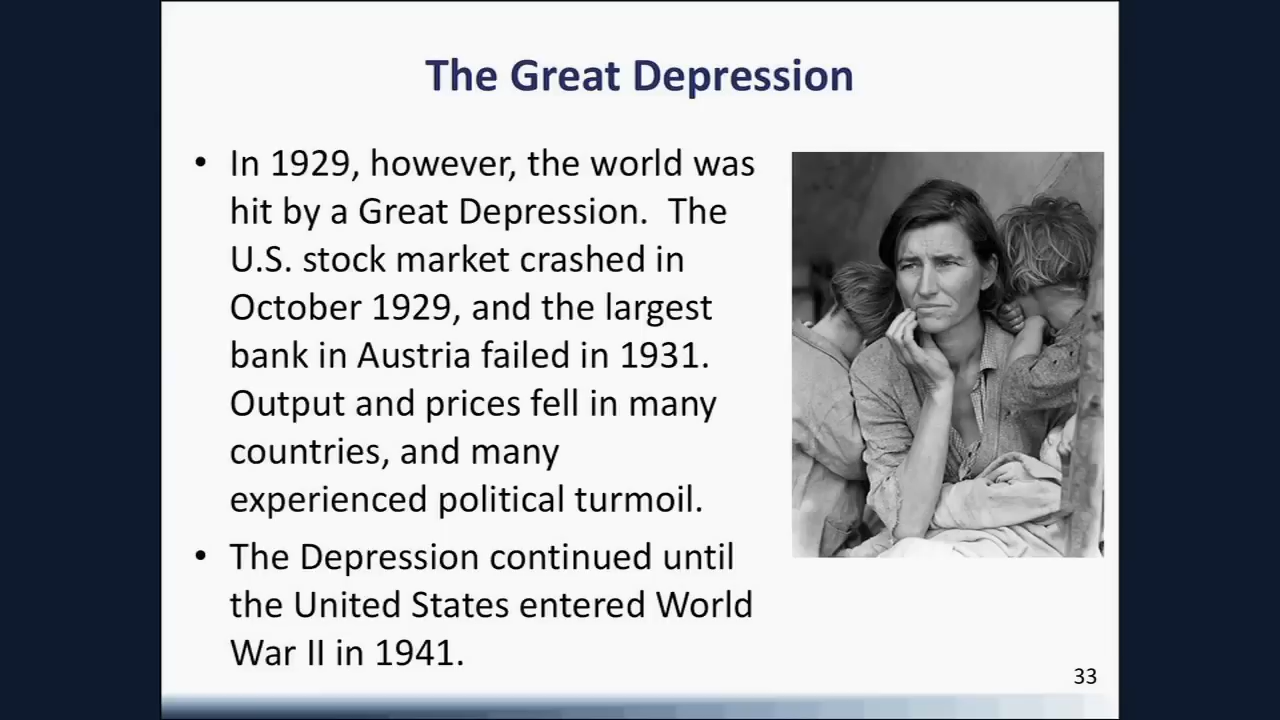 The Great Depression
• In 1929, however, the world was
hit by a Great Depression.  The
U.S. stock market crashed in
October 1929, and the largest
bank in Austria failed in 1931.
Output and prices fell in many
countries, and many
experienced political turmoil.
• The Depression continued until
the United States entered World
War II in 1941.
33